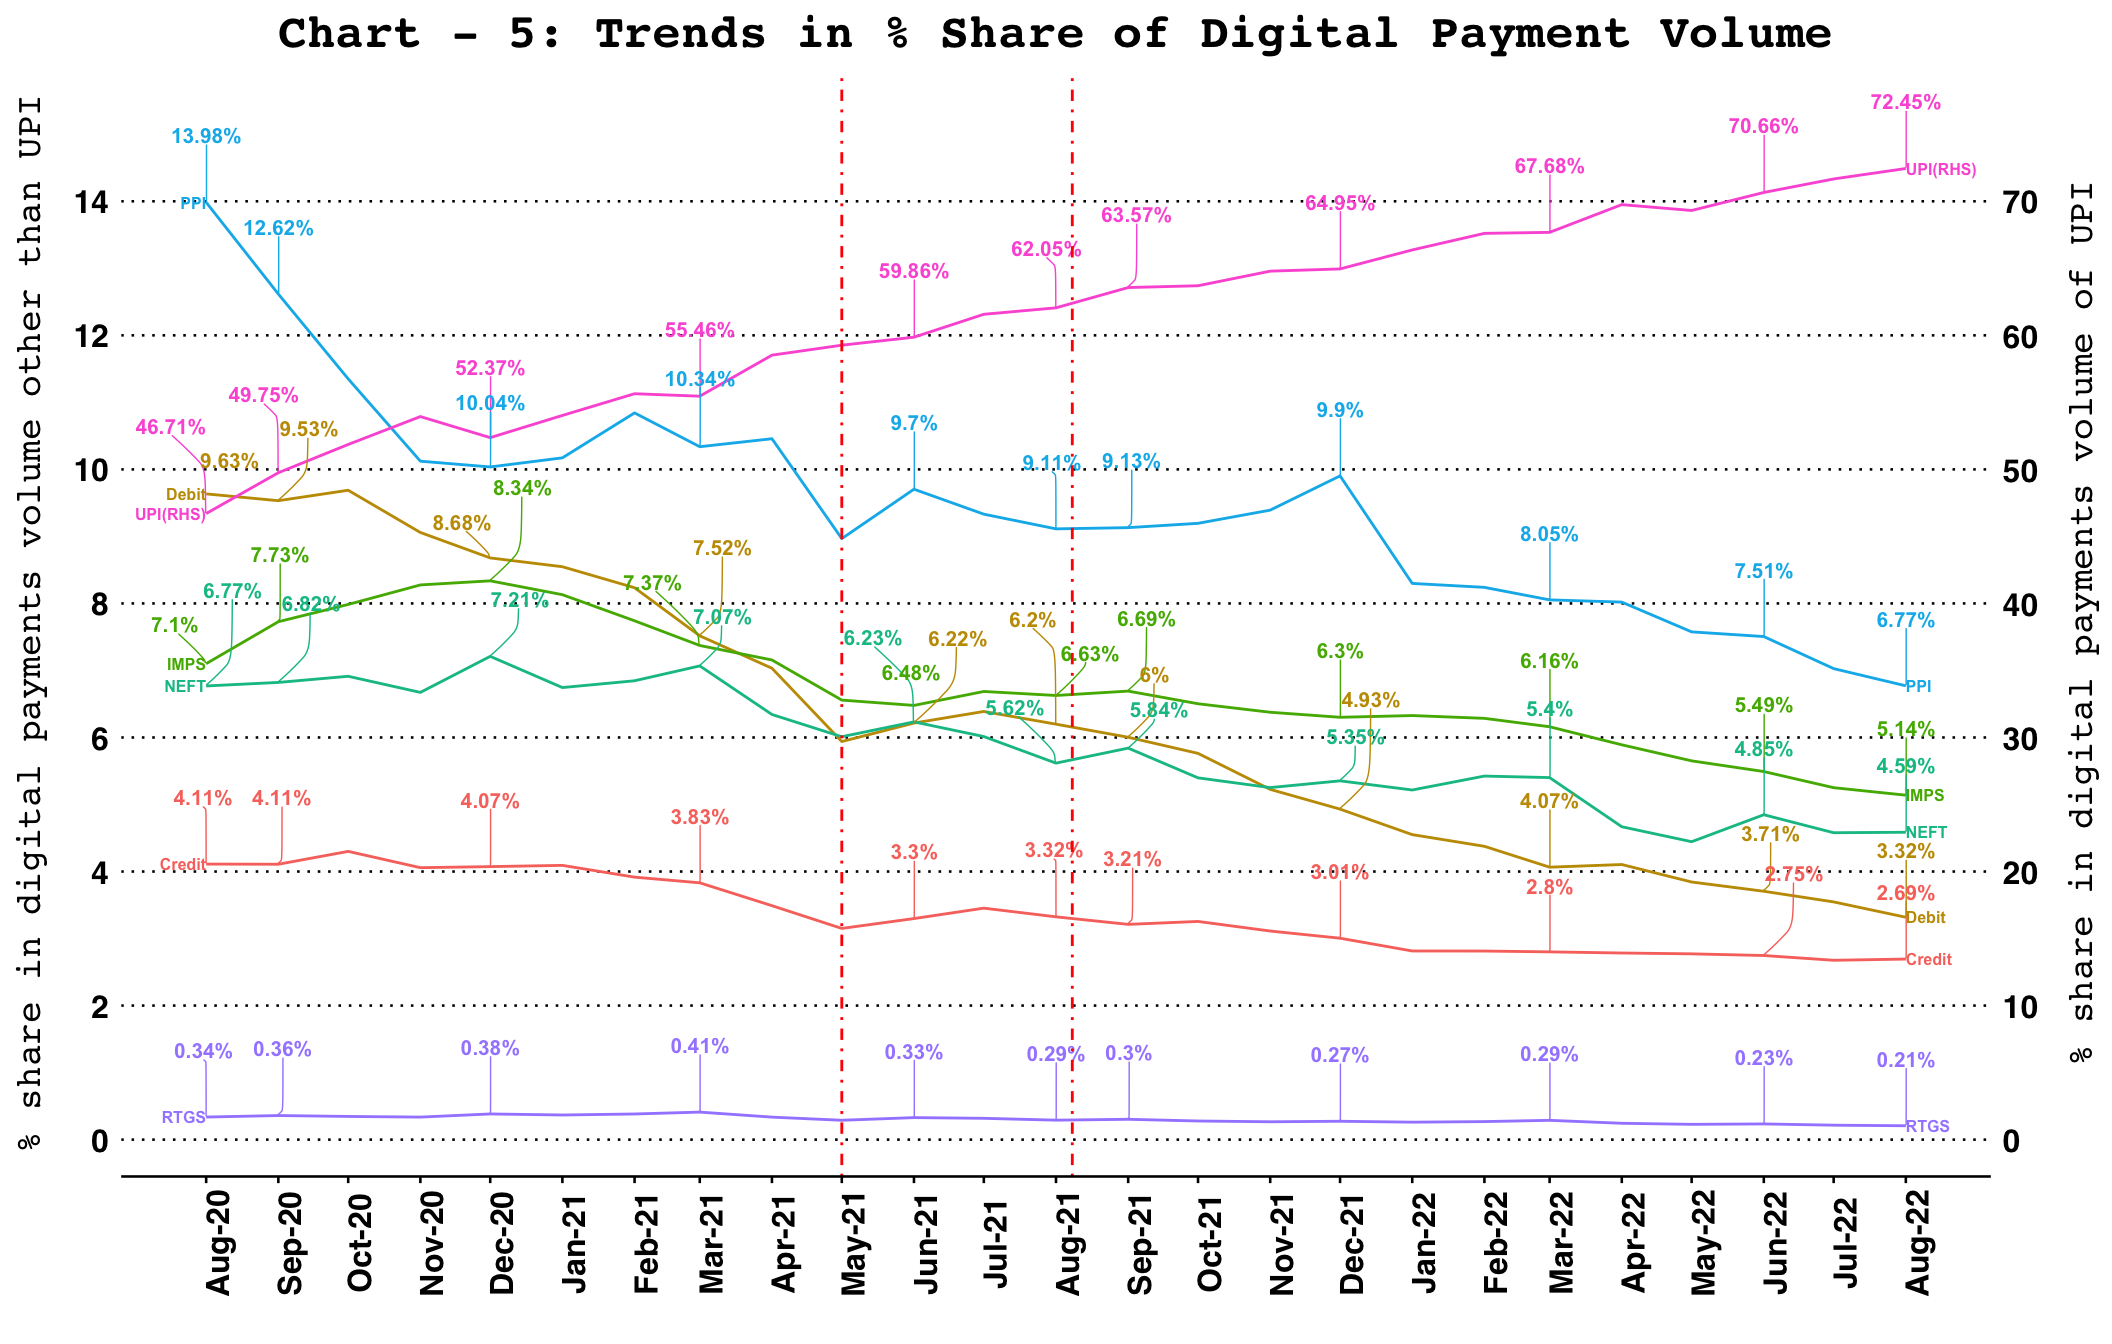 Chart - 5: Trends in % Share of Digital Payment Volume
% share in digital payments volume other than UPI
% share in digital payments volume of UPI
72.45%
70.66%
13.98%
67.68%
UPI(RHS)
14
PPI
64.95%
70
63.57%
12.62%
62.05%
59.86%
12
55.46%
60
52.37%
10.34%
49.75%
10.04%
9.9%
46.71%
9.53%
9.7%
9.63%
9.11%
9.13%
10
50
Debit
8.34%
UPI(RHS)
8.68%
8.05%
7.73%
7.52%
7.51%
7.37%
6.77%
6.82%
7.21%
8
40
7.1%
7.07%
6.2%
6.69%
6.77%
6.23%
6.22%
6.63%
6.3%
6.16%
IMPS
6.48%
6%
NEFT
PPI
4.93%
5.62%
5.84%
5.4%
5.49%
6
5.35%
30
5.14%
4.85%
4.59%
4.11%
4.11%
4.07%
4.07%
IMPS
3.83%
3.71%
NEFT
3.3%
3.32%
3.21%
3.32%
Credit
4
3.01%
2.8%
2.75%
20
2.69%
Debit
Credit
2
10
0.34%
0.36%
0.38%
0.41%
0.33%
0.29%
0.3%
0.27%
0.29%
0.23%
0.21%
RTGS
RTGS
0
0
Aug-20
Sep-20
Oct-20
Nov-20
Dec-20
Jan-21
Feb-21
Mar-21
Apr-21
May-21
Jun-21
Jul-21
Aug-21
Sep-21
Oct-21
Nov-21
Dec-21
Jan-22
Feb-22
Mar-22
Apr-22
May-22
Jun-22
Jul-22
Aug-22